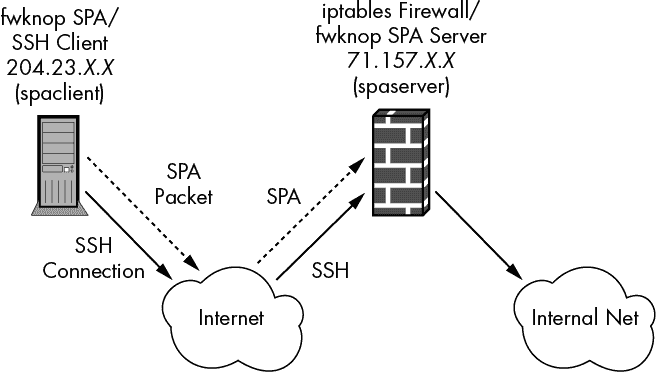 fwknop SPA/
SSH Client
204.23.X.X
(spaclient)
iptables Firewall/
fwknop SPA Server
71.157.X.X
(spaserver)
SPA
Packet
SPA
SSH
Connection
SSH
Internet
Internal Net